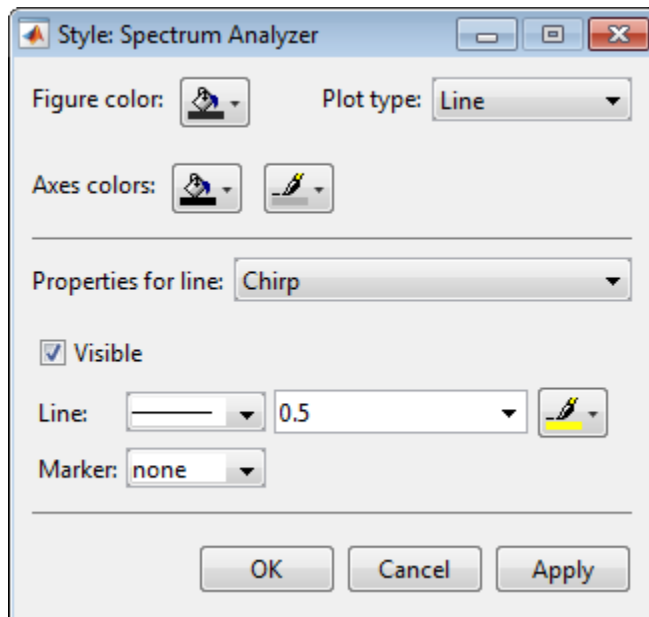 Style: Spectrum Analyzer
Figure color: Plot type: Line
Axes colors:
Properties for line: Chirp
Visible
Line: 0.5
Marker: none
OK Cancel Apply